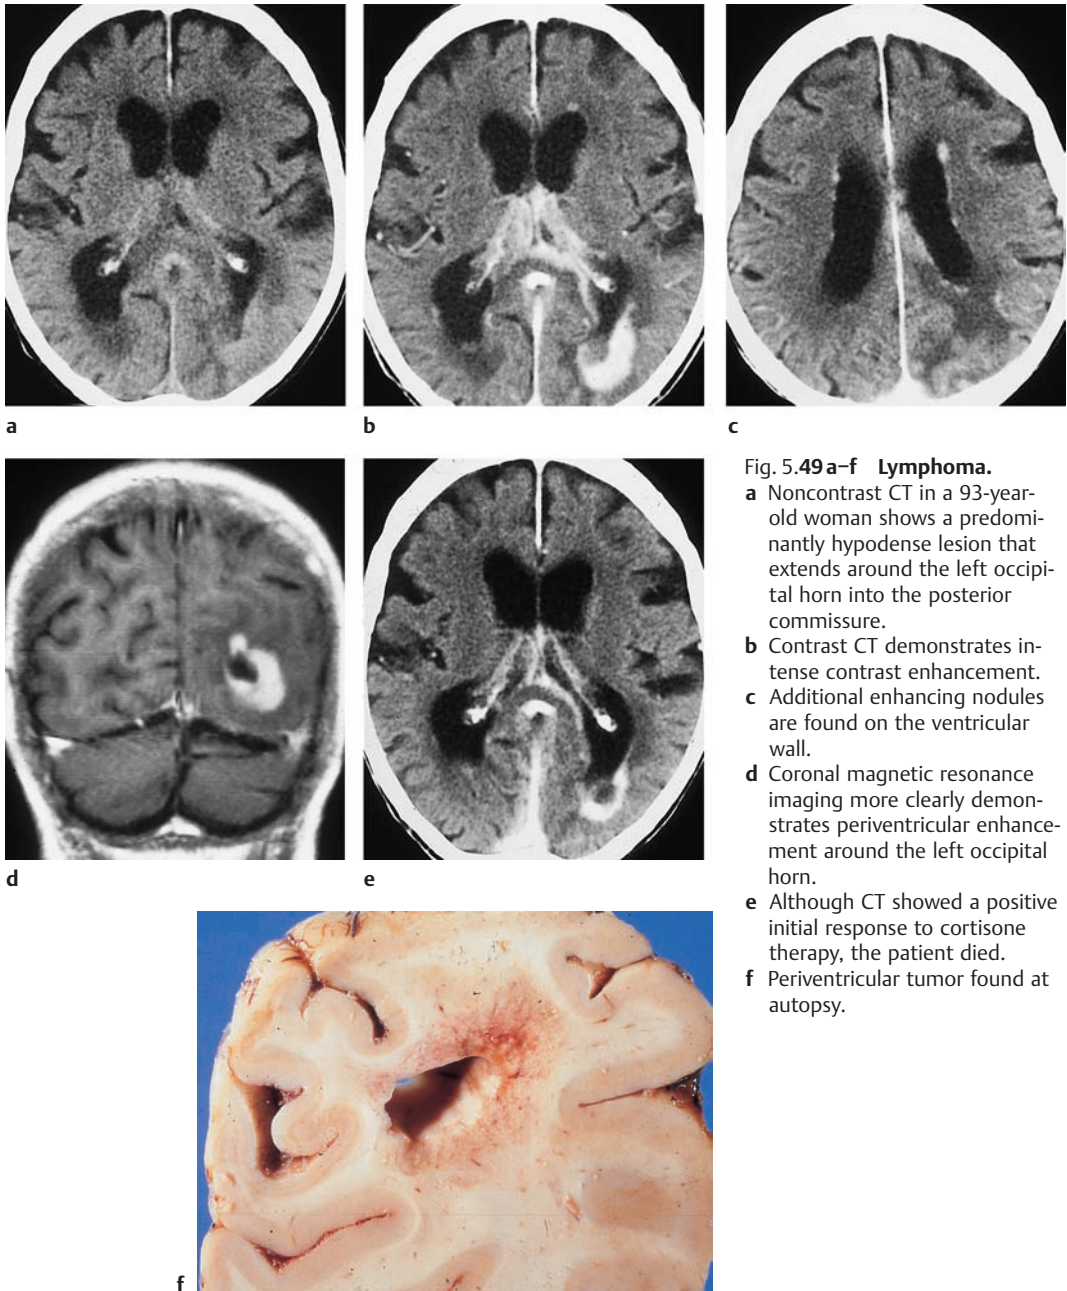 a
b
c
d
e
f
Fig. 5.49 a–f Lymphoma.
a Noncontrast CT in a 93-year-
old woman shows a predomi-
nantly hypodense lesion that
extends around the left occipi-
tal horn into the posterior
commissure.
b Contrast CT demonstrates in-
tense contrast enhancement.
c Additional enhancing nodules
are found on the ventricular
wall.
d Coronal magnetic resonance
imaging more clearly demon-
strates periventricular enhance-
ment around the left occipital
horn.
e Although CT showed a positive
initial response to cortisone
therapy, the patient died.
f Periventricular tumor found at
autopsy.